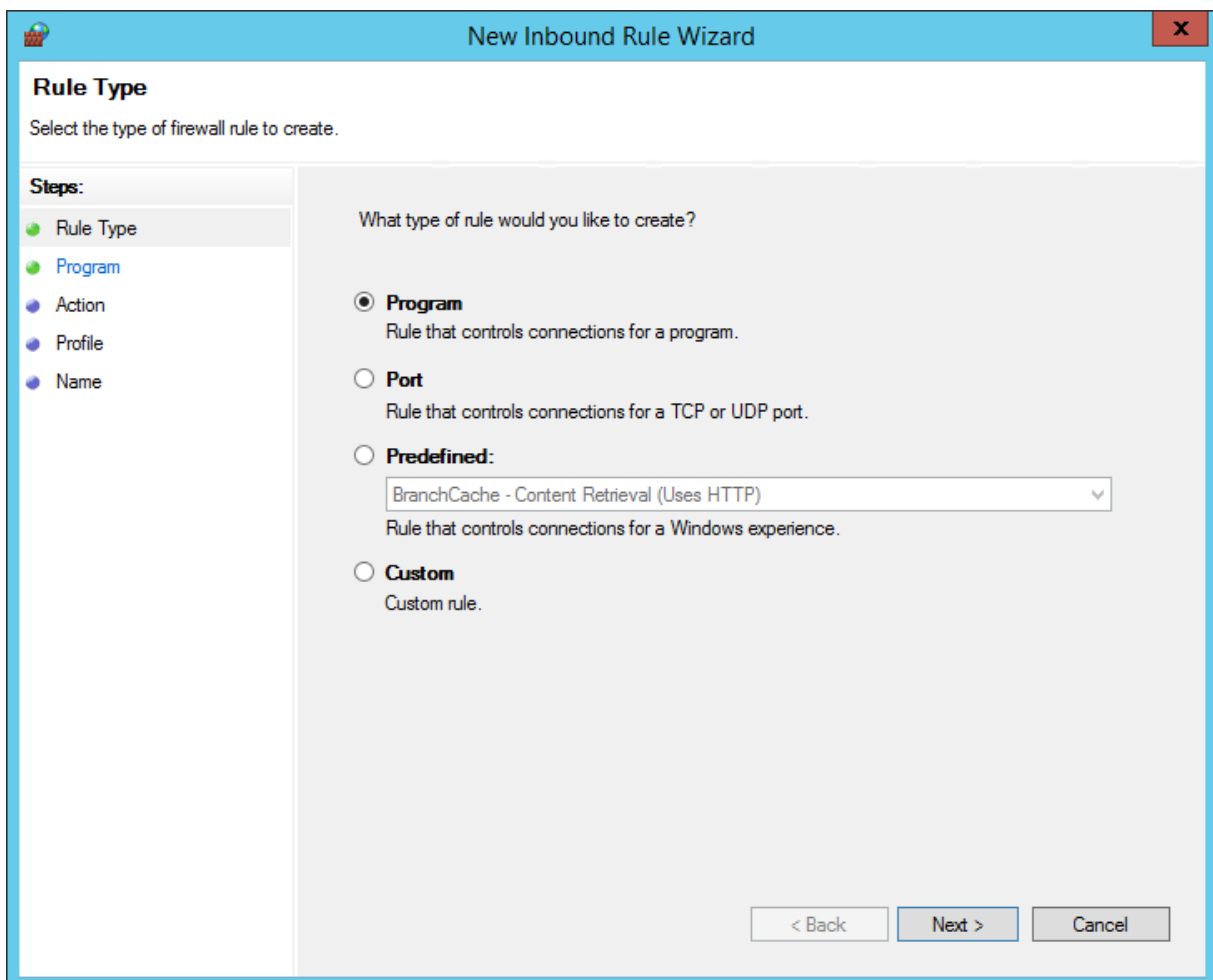 New Inbound Rule Wizard
X
Rule Type
Select the type of firewall rule to create.
Steps:
Rule Type
Program
Action
Profile
Name
What type of rule would you like to create?
Program
Rule that controls connections for a program.
Port
Rule that controls connections for a TCP or UDP port.
Predefined:
BranchCache - Content Retrieval (Uses HTTP)
Rule that controls connections for a Windows experience.
Custom
Custom rule.
< Back Next > Cancel